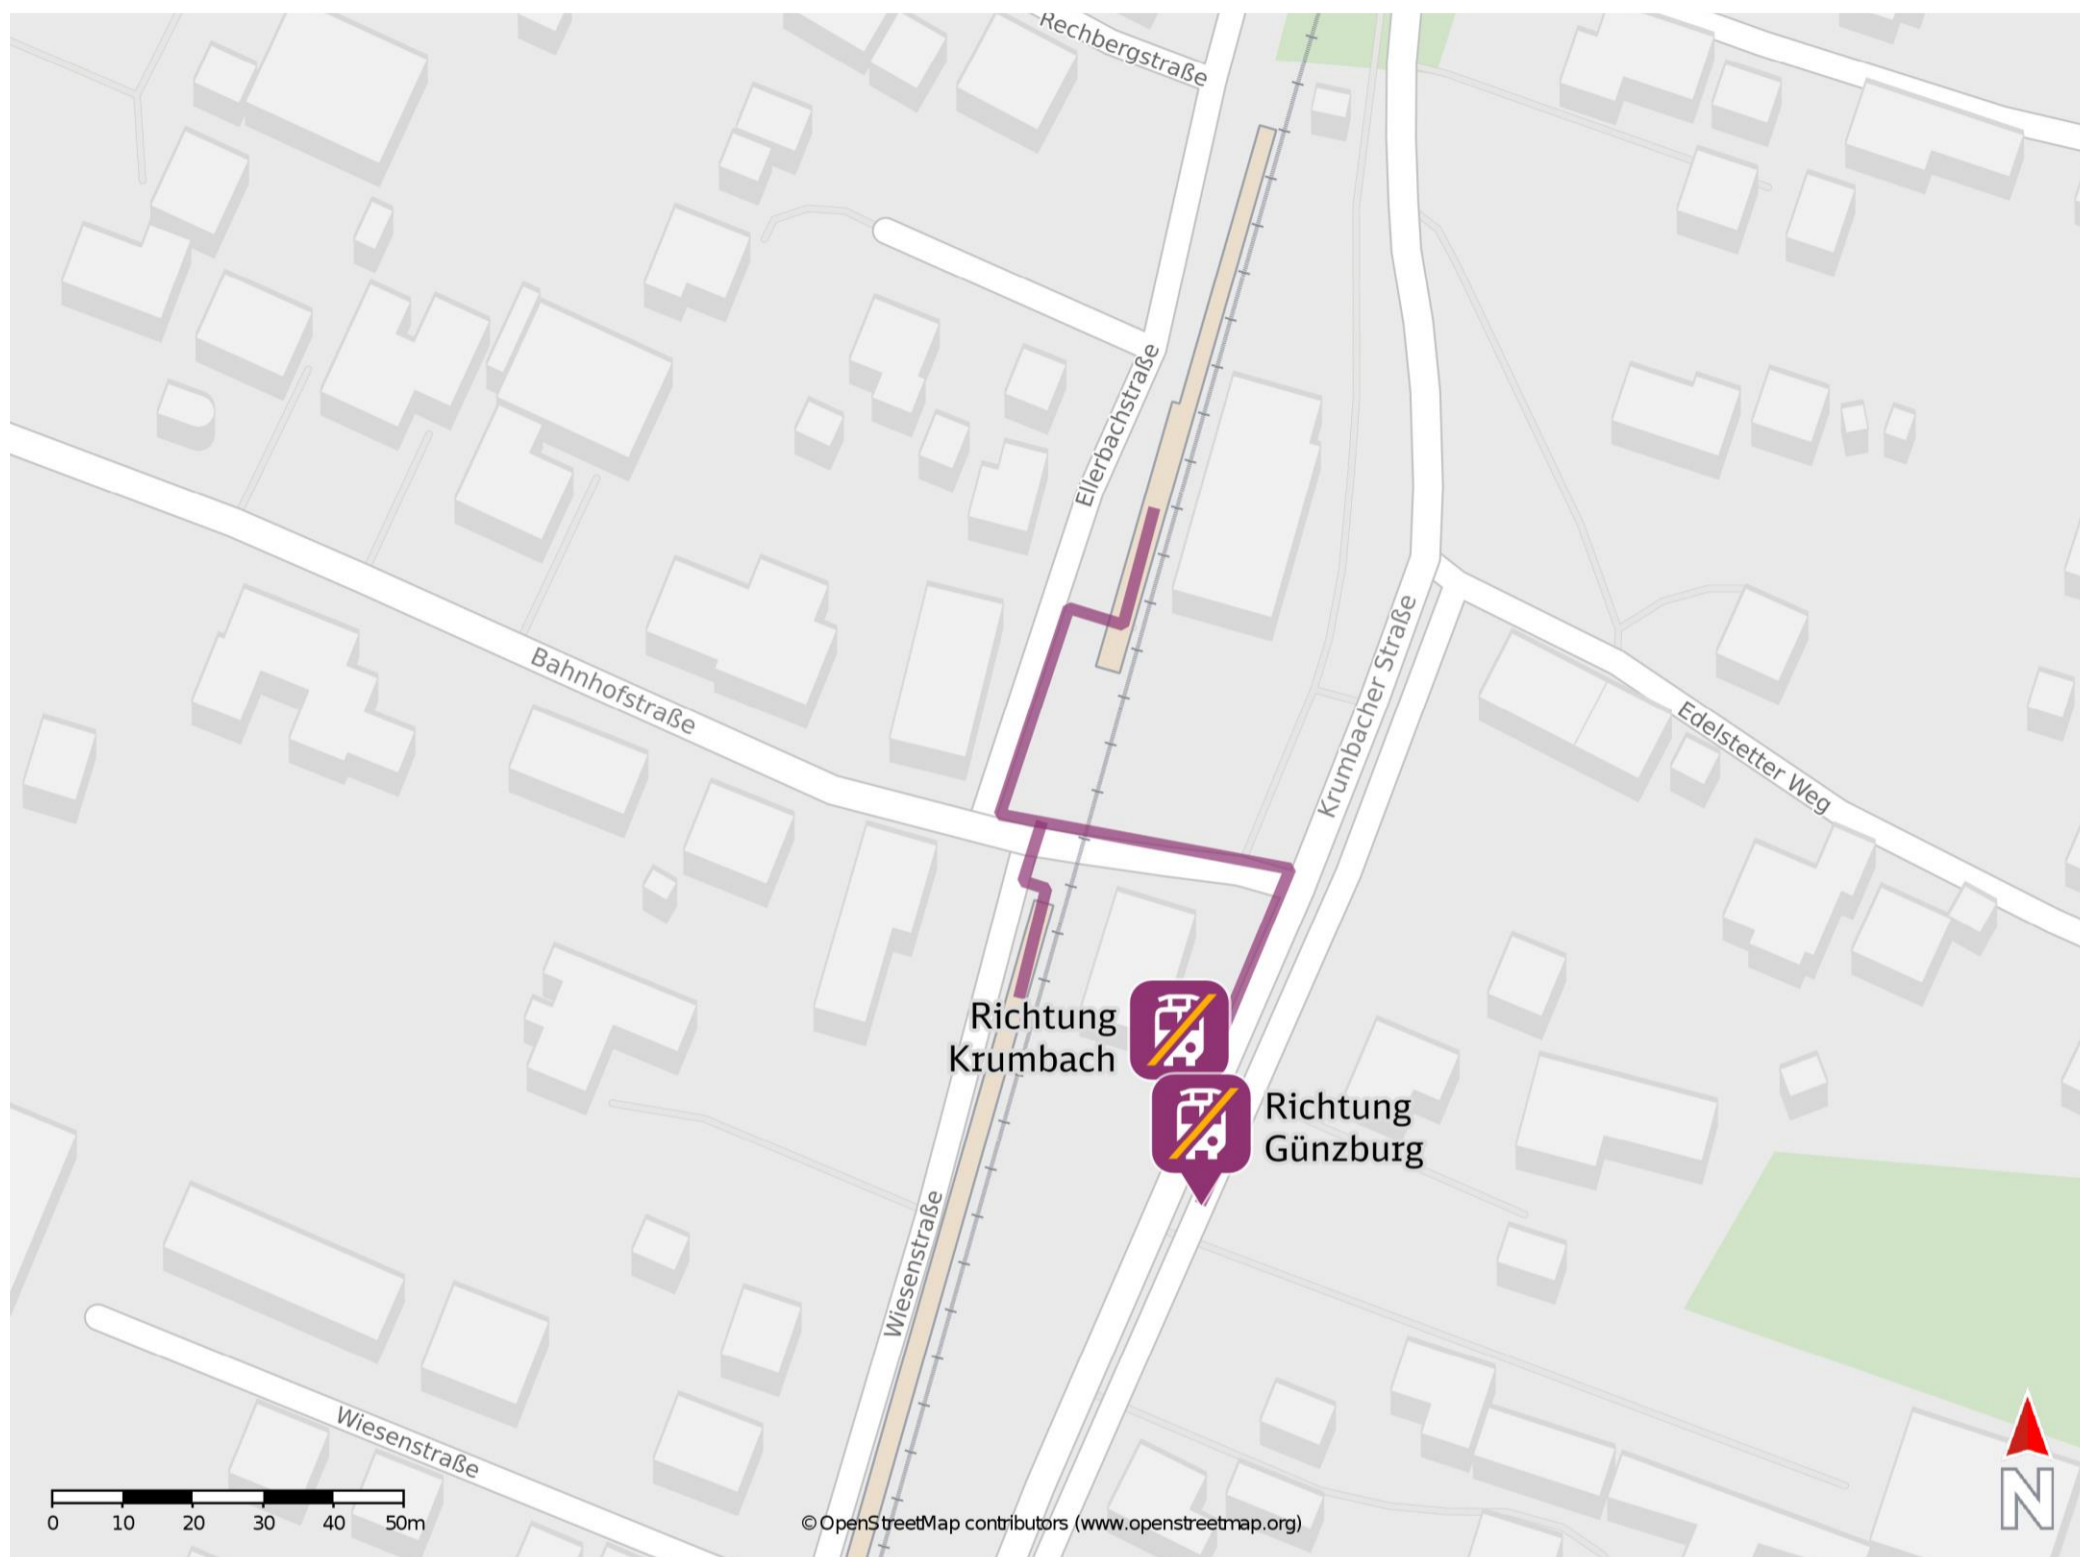 Rechbergstraße
Ellerbachstraße
Krumbacher Straße
Bahnhofstraße
Edelstetter Weg
Richtung
Krumbach
Richtung
Günzburg
Wiesenstraße
Wiesenstraße
N
0 10 20 30 40 50m
© OpenStreetMap contributors (www.openstreetmap.org)